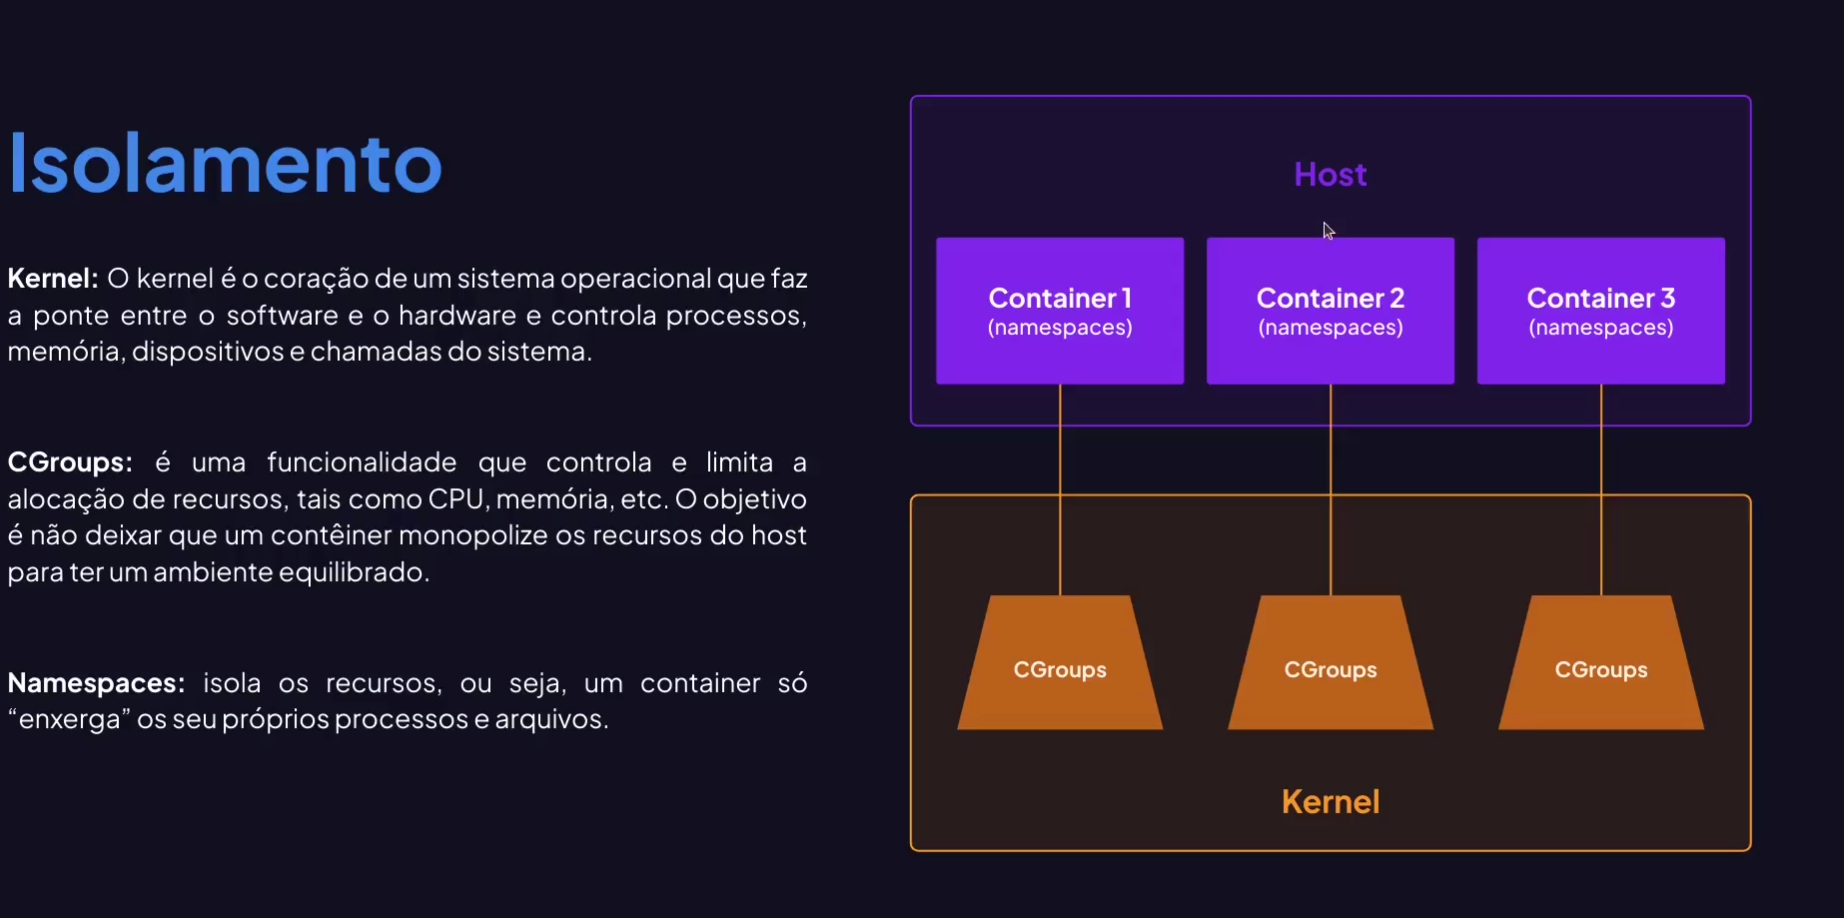 Isolamento
Kernel: O kernel é o coração de um sistema operacional que faz
a ponte entre o software e o hardware e controla processos,
memória, dispositivos e chamadas do sistema.
CGroups: é uma funcionalidade que controla e limita a
alocação de recursos, tais como CPU, memória, etc. O objetivo
é não deixar que um contêiner monopolize os recursos do host
para ter um ambiente equilibrado.
Namespaces: isola os recursos, ou seja, um container só
“enxerga” os seu próprios processos e arquivos.
Host
Container 1
(namespaces)
Container 2
(namespaces)
Container 3
(namespaces)
CGroups
CGroups
CGroups
Kernel